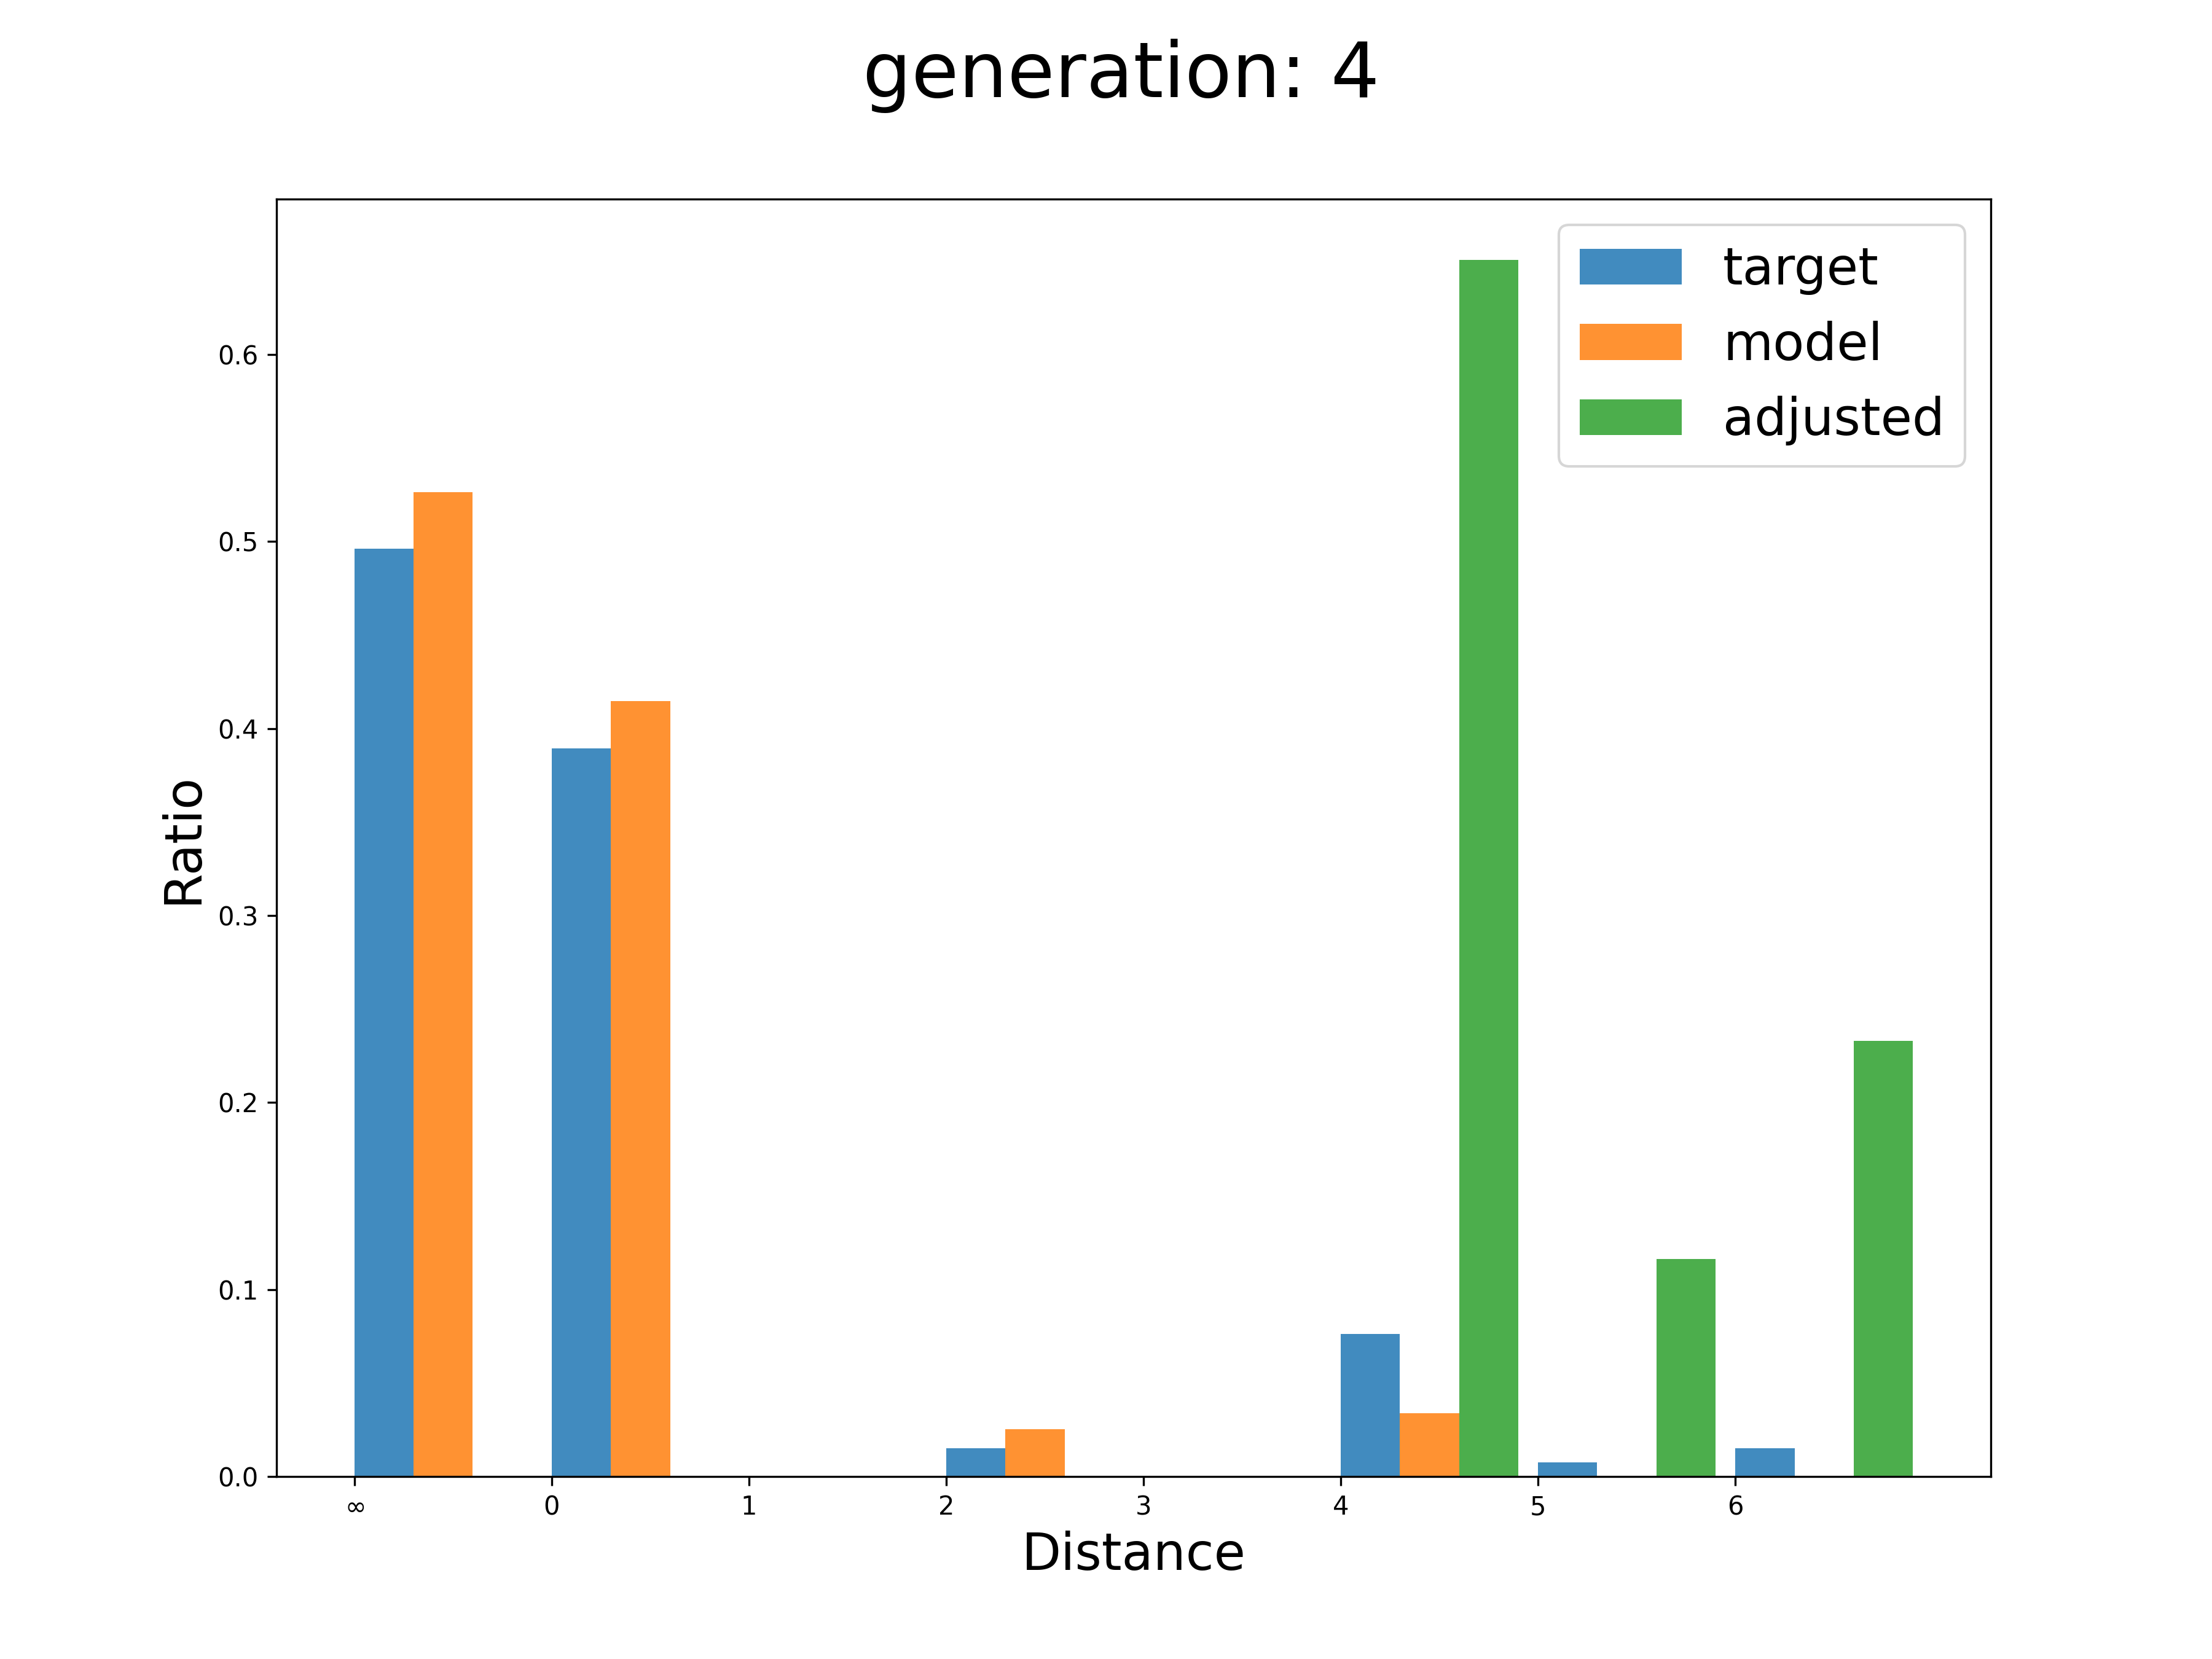 generation: 4
target
model
adjusted
0.6
0.5
0.4
0.3
0.2
0.1
0.0
Ratio
∞ 0 1 2 3 4 5 6
Distance